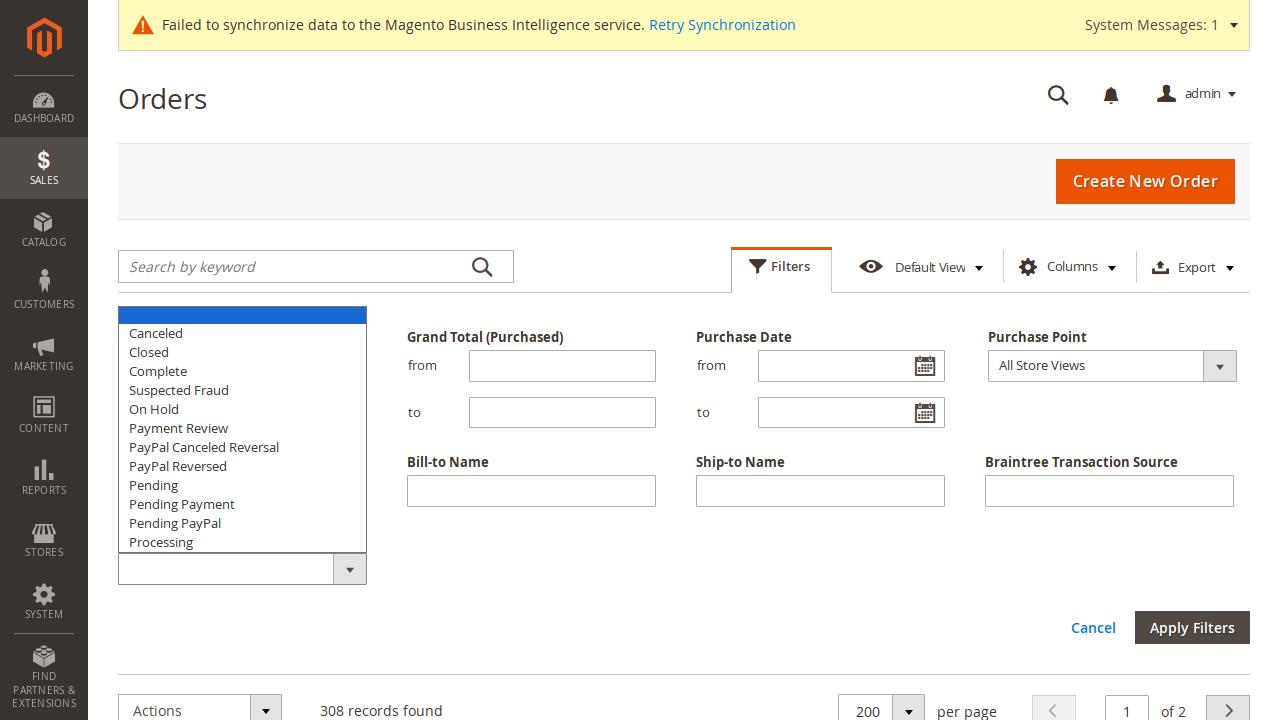 Failed to synchronize data to the Magento Business Intelligence service. Retry Synchronization
System Messages: 1
DASHBOARD
SALES
CATALOG
CUSTOMERS
MARKETING
CONTENT
REPORTS
STORES
SYSTEM
FIND
PARTNERS &
EXTENSIONS
Orders
admin
Create New Order
Search by keyword
Filters
Default View
Columns
Export
Canceled
Closed
Complete
Suspected Fraud
On Hold
Payment Review
PayPal Canceled Reversal
PayPal Reversed
Pending
Pending Payment
Pending PayPal
Processing
Grand Total (Purchased)
from
to
Purchase Date
from
to
Purchase Point
All Store Views
Bill-to Name
Ship-to Name
Braintree Transaction Source
Cancel
Apply Filters
Actions
308 records found
200
per page
1
of 2